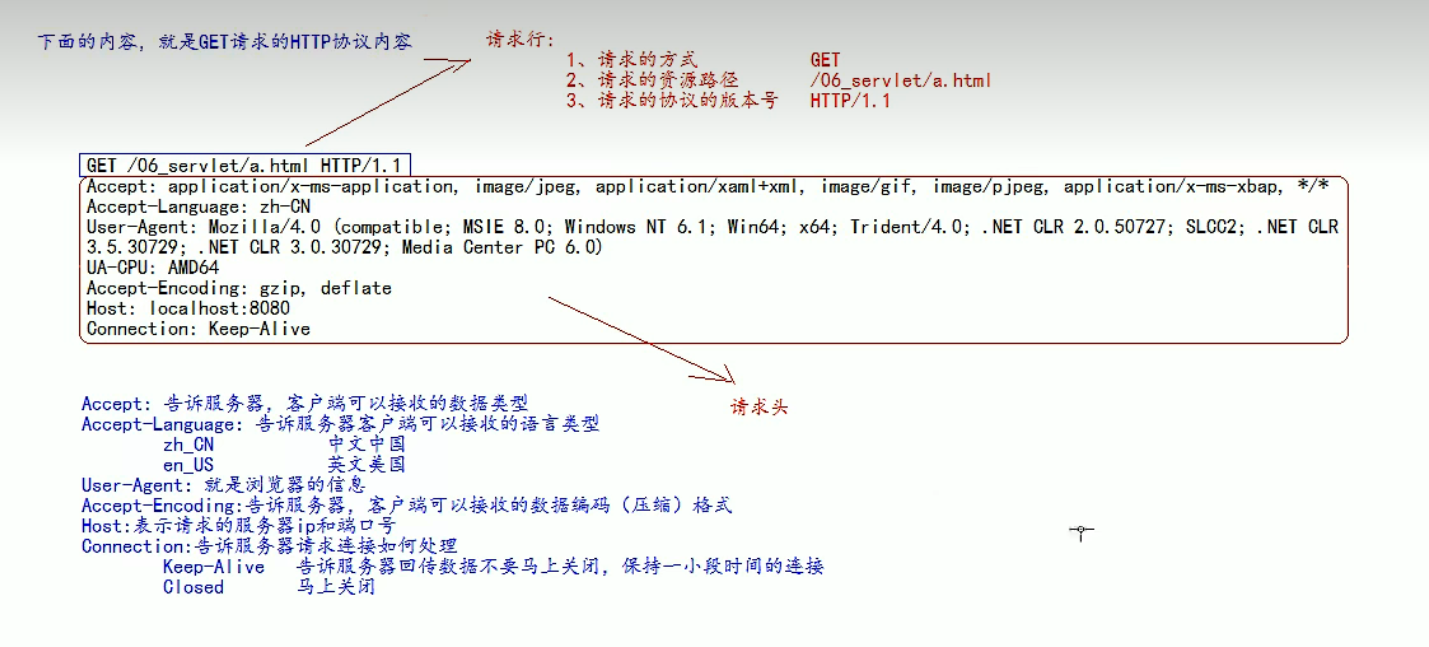 下面的内容，就是GET请求的HTTP协议内容
请求行：
1、请求的方式 GET
2、请求的资源路径 /06_servlet/a.html
3、请求的协议的版本号 HTTP/1.1
GET /06_servlet/a.html HTTP/1.1
Accept: application/x-ms-application, image/jpeg, application/xaml+xml, image/gif, image/pjpeg, application/x-ms-xbap, */*
Accept-Language: zh-CN
User-Agent: Mozilla/4.0 (compatible; MSIE 8.0; Windows NT 6.1; Win64; x64; Trident/4.0; .NET CLR 2.0.50727; SLCC2; .NET CLR
3.5.30729; .NET CLR 3.0.30729; Media Center PC 6.0)
UA-CPU: AMD64
Accept-Encoding: gzip, deflate
Host: localhost:8080
Connection: Keep-Alive
请求头
Accept: 告诉服务器，客户端可以接收的数据类型
Accept-Language: 告诉服务器客户端可以接收的语言类型
zh_CN 中文中国
en_US 英文美国
User-Agent: 就是浏览器的信息
Accept-Encoding:告诉服务器，客户端可以接收的数据编码（压缩）格式
Host:表示请求的服务器ip和端口号
Connection:告诉服务器请求连接如何处理
Keep-Alive 告诉服务器回传数据不要马上关闭，保持一小段时间的连接
Closed 马上关闭